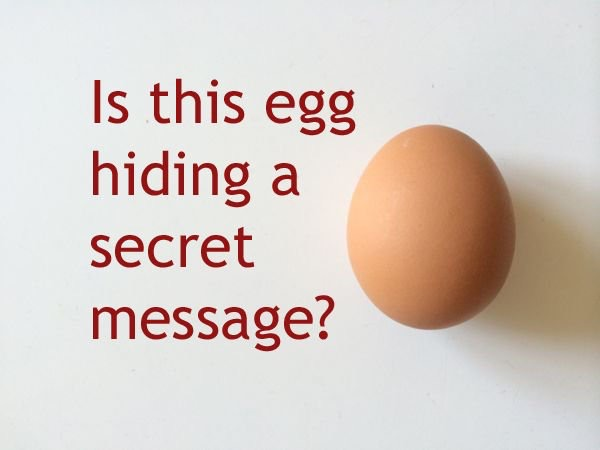 Is this egg
hiding a
secret
message?